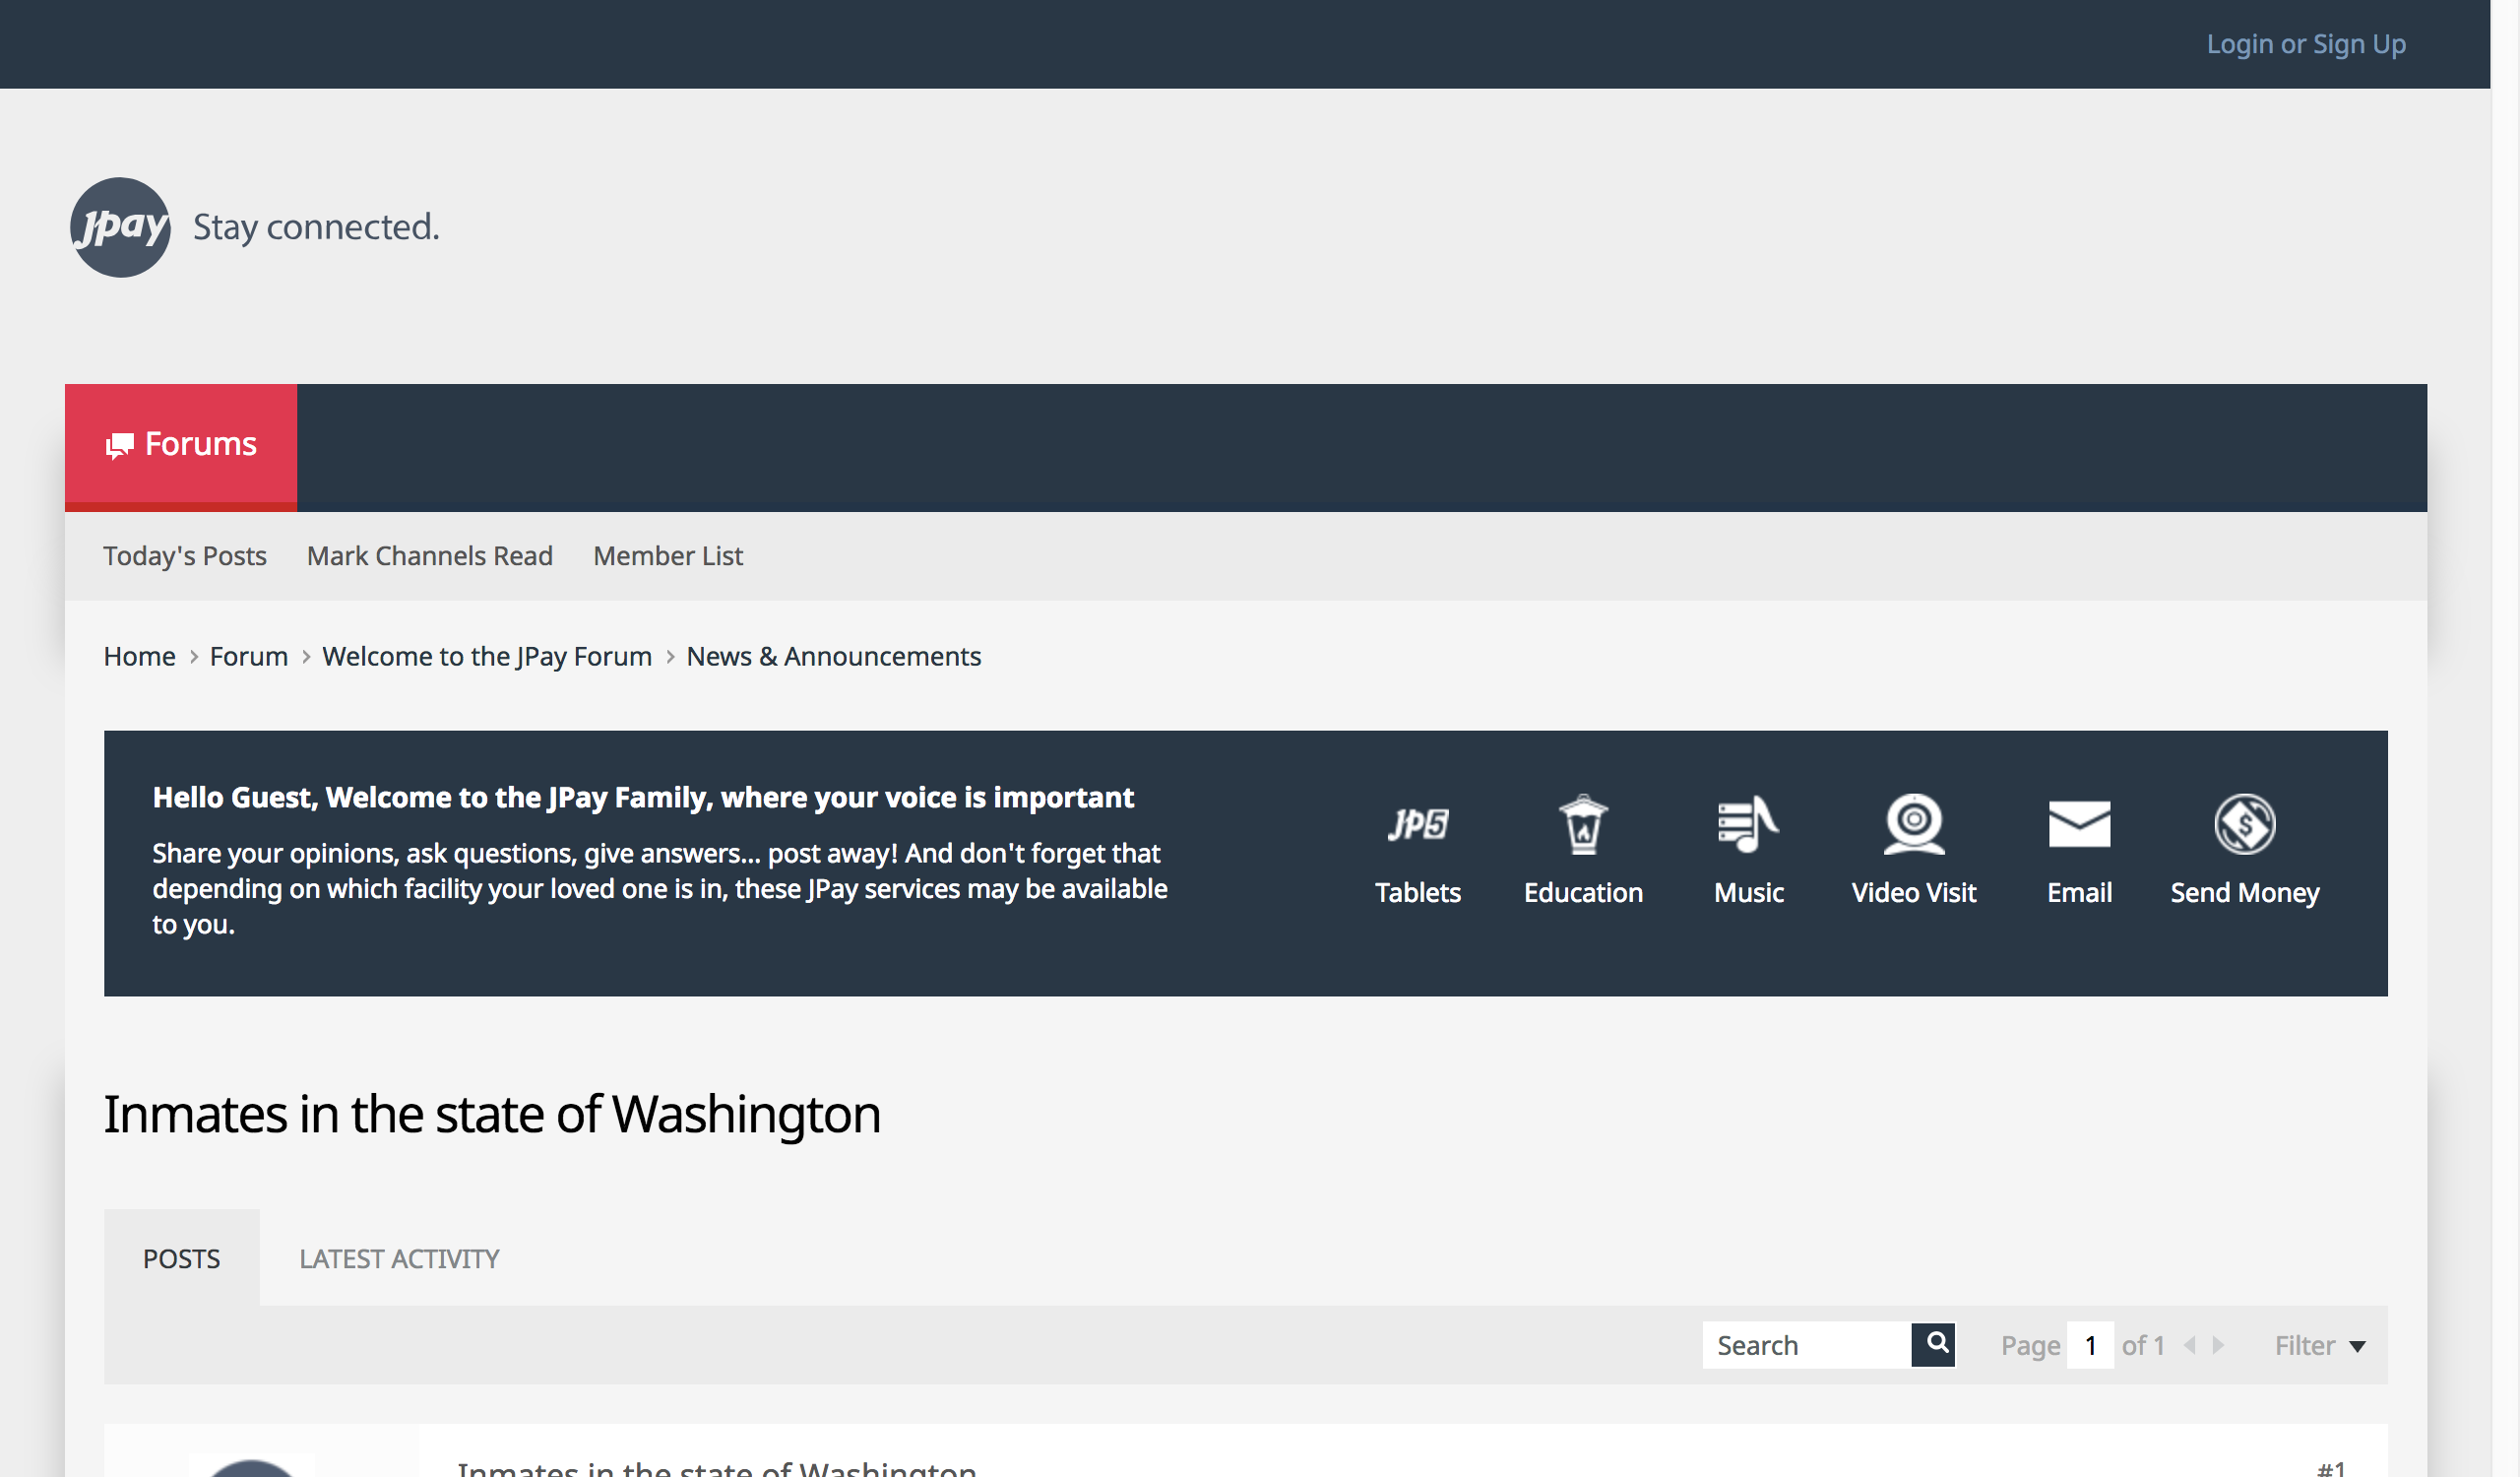 Login or Sign Up
Jpay Stay connected.
Forums
Today's Posts Mark Channels Read Member List
Home › Forum › Welcome to the JPay Forum › News & Announcements
Hello Guest, Welcome to the JPay Family, where your voice is important
Share your opinions, ask questions, give answers... post away! And don't forget that
depending on which facility your loved one is in, these JPay services may be available
to you.
JP5
Tablets Education Music Video Visit Email Send Money
Inmates in the state of Washington
POSTS LATEST ACTIVITY
Search Page 1 of 1 Filter
Inmates in the state of Washington #1